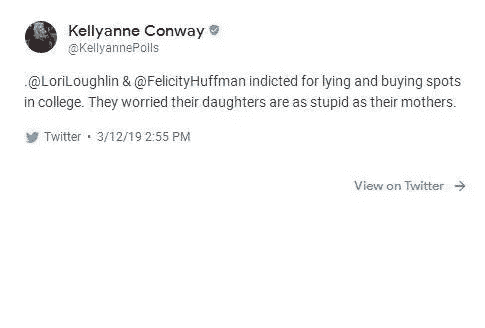 Kellyanne Conway
@KellyannePolls
.@LoriLoughlin & @FelicityHuffman indicted for lying and buying spots
in college. They worried their daughters are as stupid as their mothers.
Twitter • 3/12/19 2:55 PM
View on Twitter →